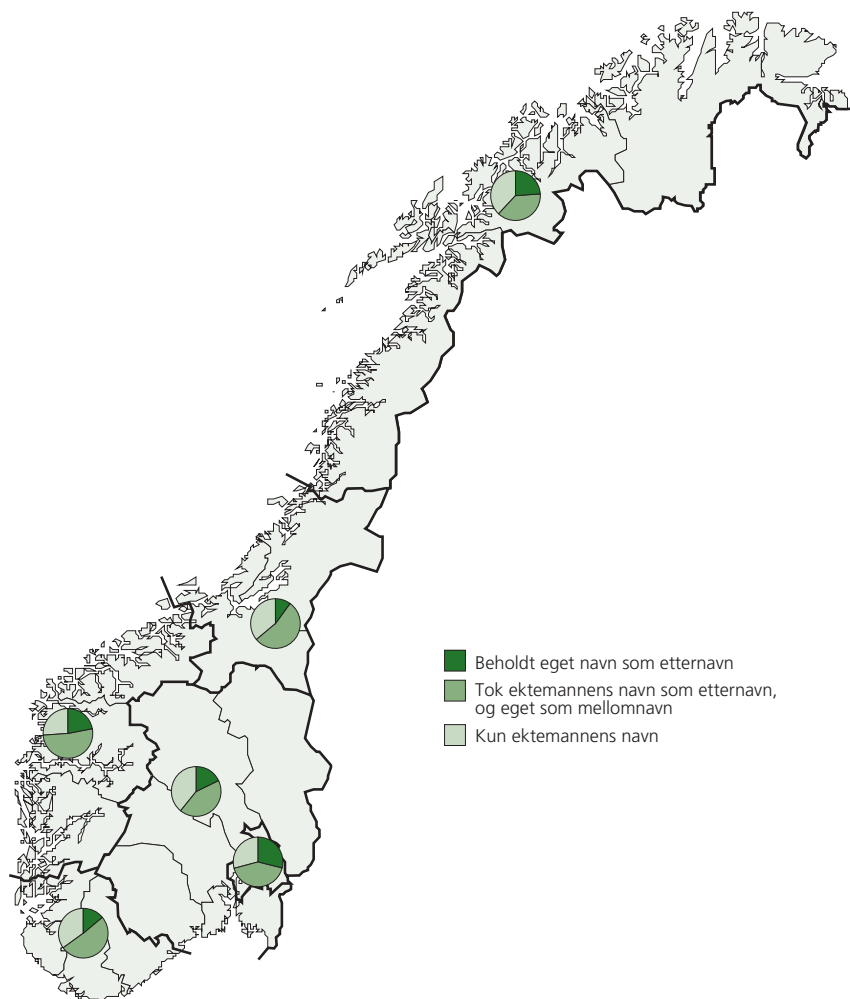 Beholdt eget navn som etternavn
Tok ektemannens navn som etternavn,
og eget som mellomnavn
Kun ektemannens navn